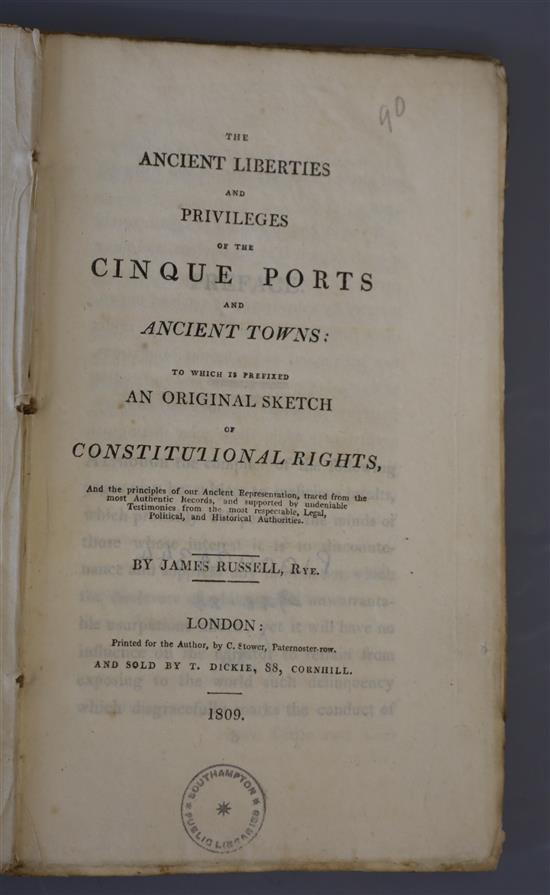 90
THE
ANCIENT LIBERTIES
AND
PRIVILEGES
OF THE
CINQUE PORTS
AND
ANCIENT TOWNS:
TO WHICH IS PREFIXED
AN ORIGINAL SKETCH
OF
CONSTITUTIONAL RIGHTS,
And the principles of our Ancient Representation, traced from the
most Authentic Records, and supported by undeniable
Testimonies from the most respectable, Legal,
Political, and Historical Authorities.
BY JAMES RUSSELL, RYE.
LONDON:
Printed for the Author, by C. Stower, Paternoster-row.
AND SOLD BY T. DICKIE, 88, CORNHILL.
1809.
SOUTHAMPTON
PUBLIC LIBRARIES